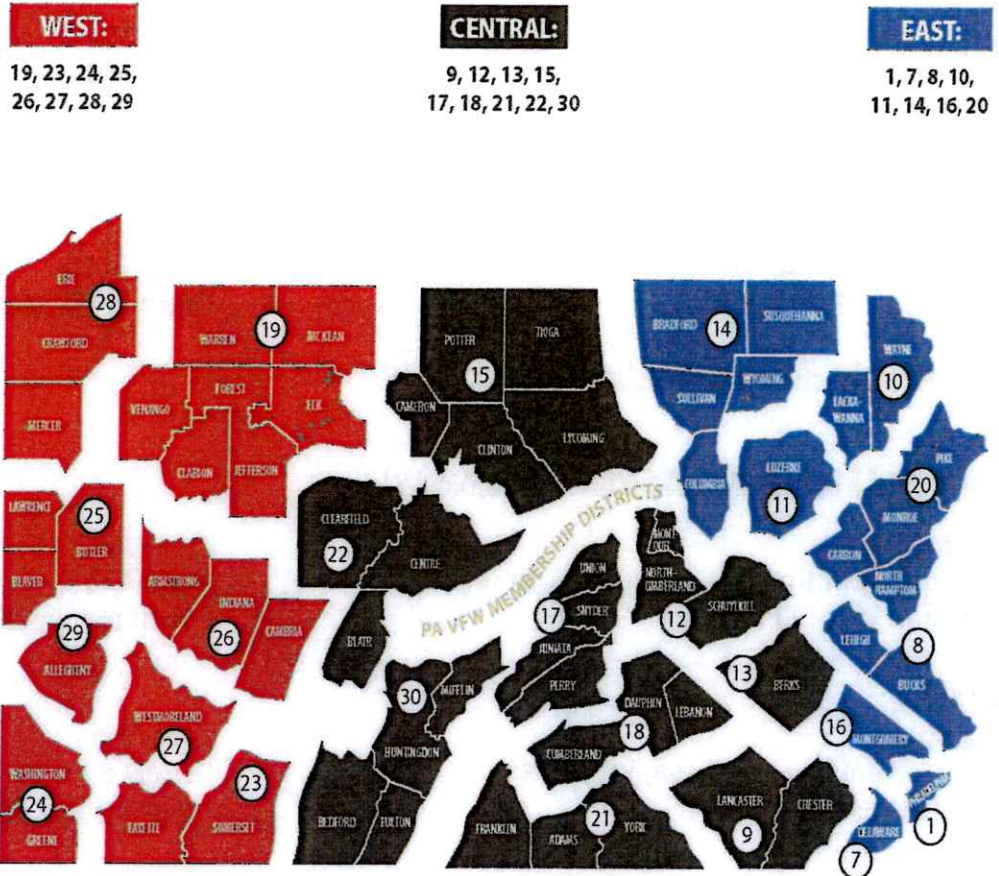 WEST:
19, 23, 24, 25,
26, 27, 28, 29
CENTRAL:
9, 12, 13, 15,
17, 18, 21, 22, 30
EAST:
1, 7, 8, 10,
11, 14, 16, 20
ERIE
28
CRAWFORD
MERCER
WARREN
19
MCKEAN
VENANGO
FOREST
ELK
CLARION
JEFFERSON
LAWRENCE
25
BUTLER
BEAVER
ARMSTRONG
INDIANA
26
CAMBRIA
29
ALLEGHENY
WESTMORELAND
27
WASHINGTON
24
GREENE
FAYETTE
23
SOMERSET
POTTER
TIOGA
15
CAMERON
CLINTON
LYCOMING
CLEARFIELD
22
CENTRE
BLAIR
PA VFW MEMBERSHIP DISTRICTS
30
MIFFLIN
HUNTINGDON
BEDFORD
FULTON
UNION
17
SNYDER
JUNIATA
PERRY
MONT
OUR
NORTH-
UMBERLAND
12
SCHUYLKILL
13
BERKS
DAUPHIN
LEBANON
18
CUMBERLAND
FRANKLIN
ADAMS
21
YORK
LANCASTER
9
CHESTER
BRADFORD
14
SUSQUEHANNA
SULLIVAN
WYOMING
COLUMBIA
LUZERNE
11
WAYNE
10
LACKA-
WANNA
PIKE
20
MONROE
CARBON
NORTH
HAMPTON
LEHIGH
8
BUCKS
16
MONTGOMERY
DELAWARE
7
1